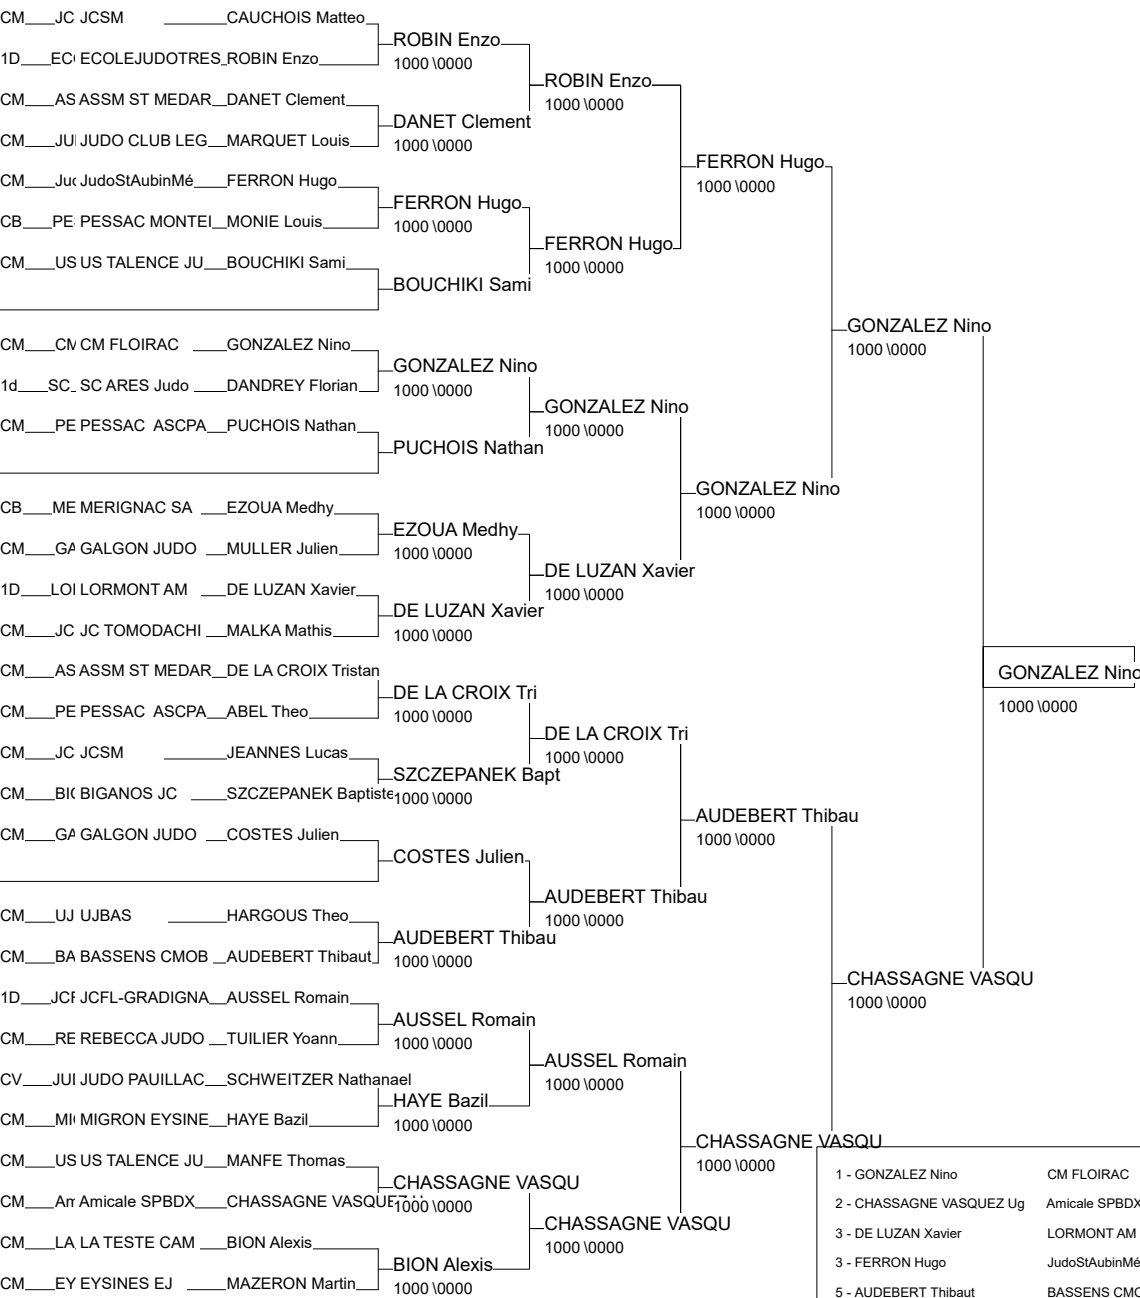 CM JC JCSM CAUCHOIS Matteo
ROBIN Enzo
1D EC ECOLEJUDOTRES ROBIN Enzo
1000 \0000
ROBIN Enzo
1000 \0000
CM AS ASSM ST MEDAR DANET Clement
DANET Clement
CM JU JUDO CLUB LEG MARQUET Louis
1000 \0000
FERRON Hugo
1000 \0000
CM Juc JudoStAubinMé FERRON Hugo
FERRON Hugo
CB PE PESSAC MONTEI MONIE Louis
1000 \0000
FERRON Hugo
1000 \0000
CM US US TALENCE JU BOUCHIKI Sami
BOUCHIKI Sami
GONZALEZ Nino
1000 \0000
CM CM CM FLOIRAC GONZALEZ Nino
GONZALEZ Nino
1d SC SC ARES Judo DANDREY Florian
1000 \0000
GONZALEZ Nino
1000 \0000
CM PE PESSAC ASCPA PUCHOIS Nathan
PUCHOIS Nathan
GONZALEZ Nino
1000 \0000
CB ME MERIGNAC SA EZOUA Medhy
EZOUA Medhy
CM GA GALGON JUDO MULLER Julien
1000 \0000
DE LUZAN Xavier
1000 \0000
1D LOI LORMONT AM DE LUZAN Xavier
DE LUZAN Xavier
CM JC JC TOMODACHI MALKA Mathis
1000 \0000
GONZALEZ Nino
1000 \0000
CM AS ASSM ST MEDAR DE LA CROIX Tristan
DE LA CROIX Tri
CM PE PESSAC ASCPA ABEL Theo
1000 \0000
DE LA CROIX Tri
1000 \0000
CM JC JCSM JEANNES Lucas
SZCZEPANEK Bapt
CM BI BIGANOS JC SZCZEPANEK Baptiste
1000 \0000
AUDEBERT Thibau
1000 \0000
CM GA GALGON JUDO COSTES Julien
COSTES Julien
AUDEBERT Thibau
1000 \0000
CM UJ UJBAS HARGOUS Theo
AUDEBERT Thibau
CM BA BASSENS CMOB AUDEBERT Thibaut
1000 \0000
CHASSAGNE VASQU
1000 \0000
1D JCF JCFL-GRADIGNA AUSSEL Romain
AUSSEL Romain
CM RE REBECCA JUDO TUILIER Yoann
1000 \0000
AUSSEL Romain
1000 \0000
CV JUI JUDO PAUILLAC SCHWEITZER Nathanael
HAYE Bazil
CM MI MIGRON EYSINE HAYE Bazil
1000 \0000
CHASSAGNE VASQU
1000 \0000
CM US US TALENCE JU MANFE Thomas
CHASSAGNE VASQU
CM Am Amicale SPBDX CHASSAGNE VASQUEZ
1000 \0000
CHASSAGNE VASQU
1000 \0000
CM LA LA TESTE CAM BION Alexis
BION Alexis
CM EY EYSINES EJ MAZERON Martin
1000 \0000
1 - GONZALEZ Nino CM FLOIRAC
2 - CHASSAGNE VASQUEZ Ug Amicale SPBDX
3 - DE LUZAN Xavier LORMONT AM
3 - FERRON Hugo JudoStAubinMé
5 - AUDEBERT Thibaut BASSENS CMO